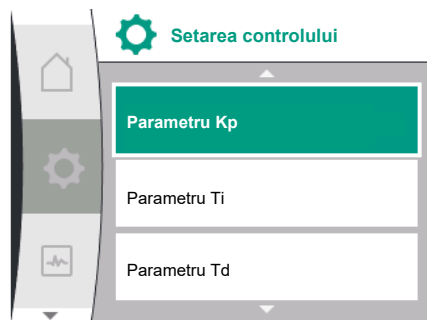 Setarea controlului
Parametru Kp
Parametru Ti
Parametru Td